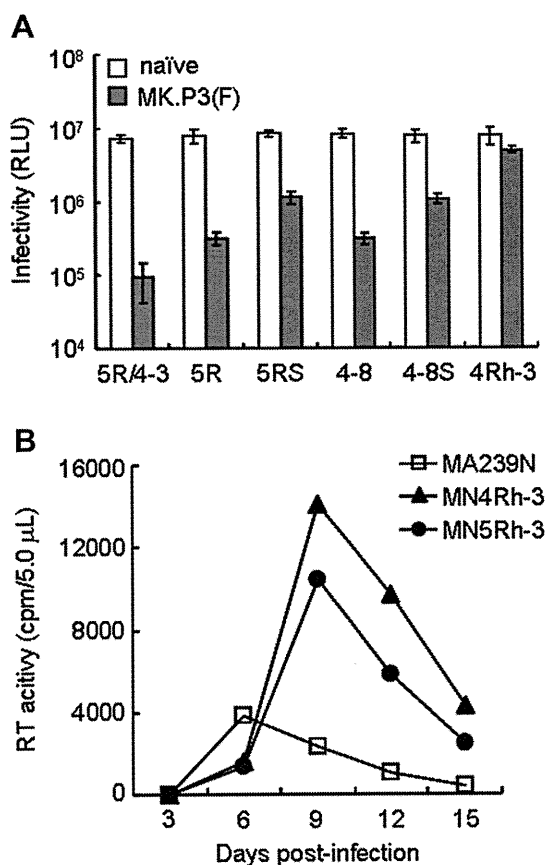 A
naïve
MK.P3(F)
Infectivity (RLU)
10⁸
10⁷
10⁶
10⁵
10⁴
5R/4-3 5R 5RS 4-8 4-8S 4Rh-3
B
MA239N
MN4Rh-3
MN5Rh-3
RT acitivy (cpm/5.0 µL)
16000
12000
8000
4000
0
3 6 9 12 15
Days post-infection